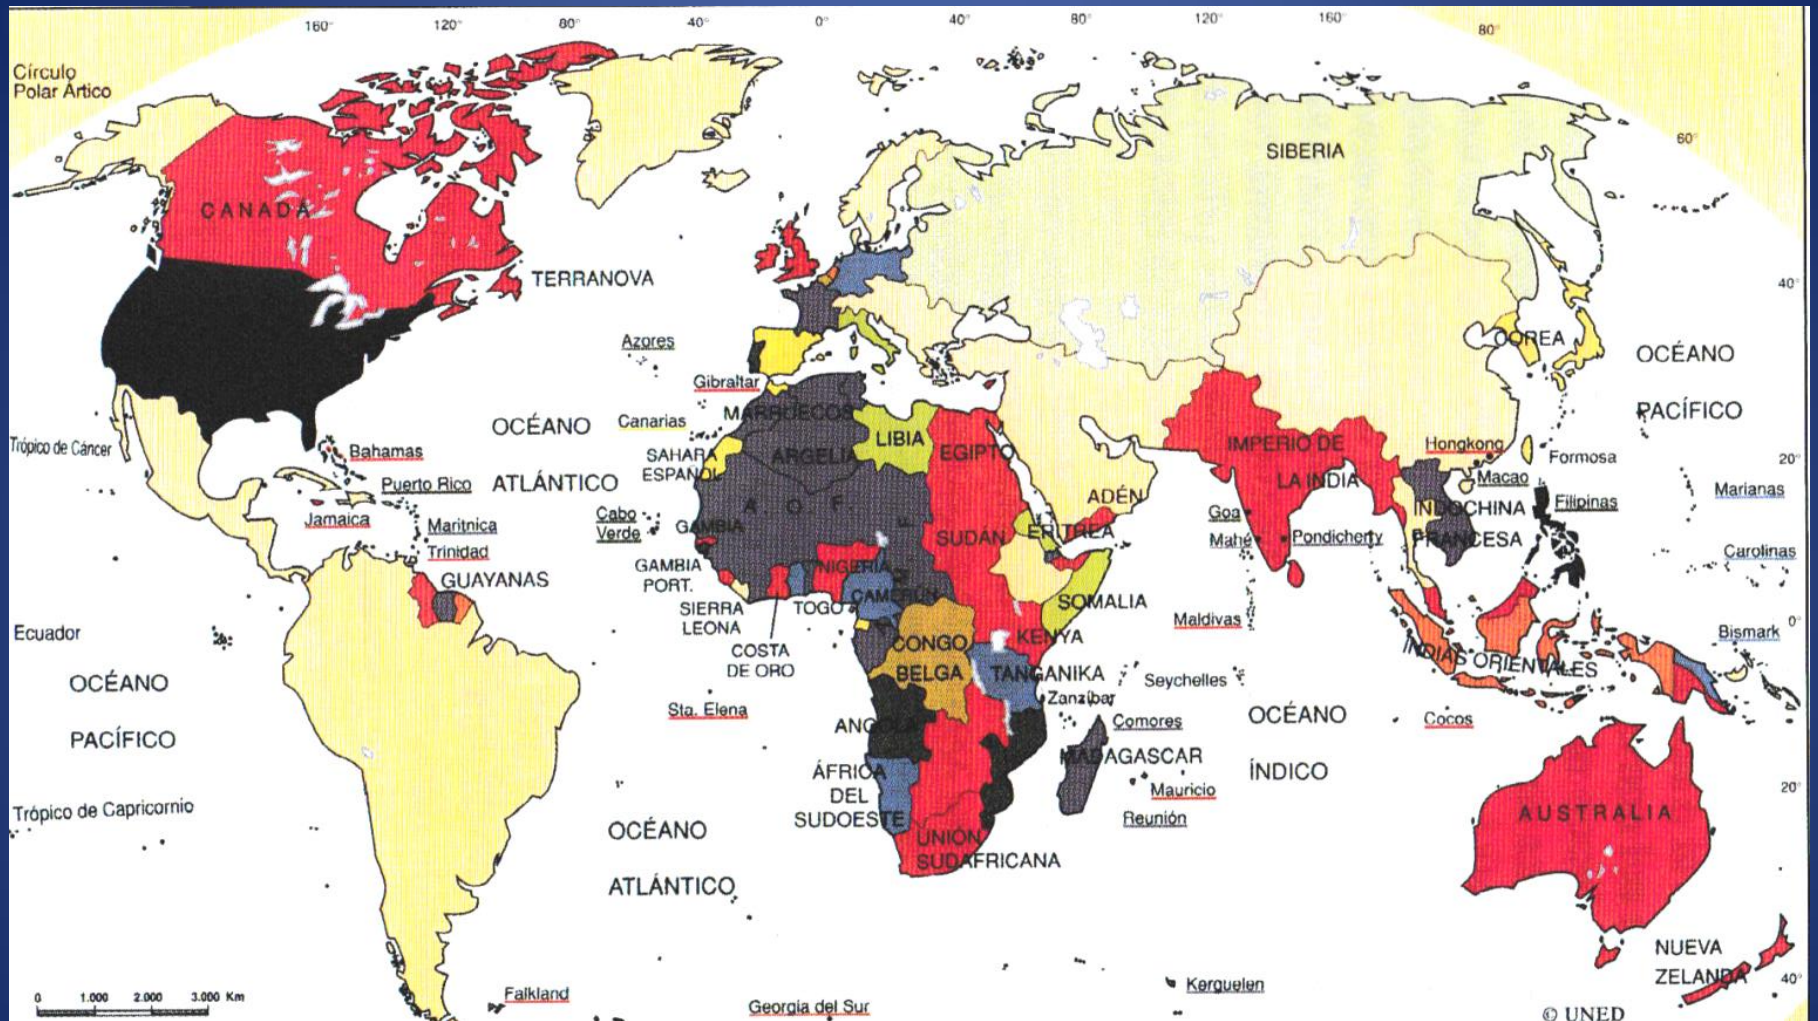 160°
120°
80°
40°
0°
40°
80°
120°
160°
80°
Círculo
Polar Ártico
60°
SIBERIA
CANADA
TERRANOVA
40°
Azores
COREA
OCÉANO
PACÍFICO
Gibraltar
MARRUECOS
OCÉANO
ATLÁNTICO
Canarias
Trópico de Cáncer
Bahamas
LIBIA
EGIPTO
IMPERIO DE
LA INDIA
Hongkong
Formosa
SAHARA
ESPAÑOL
ARGELIA
20°
Puerto Rico
Macao
Marianas
ADÉN
Filipinas
A. O. F
INDOCHINA
FRANCESA
Jamaica
Maritnica
Cabo
Verde
GAMBIA
Goa
ERITREA
SUDÁN
Mahé
Pondicherty
Trinidad
Carolinas
GAMBIA
PORT.
NIGERIA
GUAYANAS
CAMERÚN
SIERRA
LEONA
TOGO
SOMALIA
Maldivas
0°
Ecuador
KENYA
Bismark
CONGO
BELGA
COSTA
DE ORO
INDIAS ORIENTALES
TANGANIKA
Seychelles
OCÉANO
PACÍFICO
Zanzíbar
Sta. Elena
Comores
OCÉANO
ÍNDICO
Cocos
ANGOLA
MADAGASCAR
ÁFRICA
DEL
SUDOESTE
Mauricio
20°
Trópico de Capricornio
Reunión
AUSTRALIA
OCÉANO
ATLÁNTICO
UNIÓN
SUDAFRICANA
NUEVA
ZELANDA
40°
Kerguelen
Falkland
0 1.000 2.000 3.000 Km
Georgia del Sur
© UNED